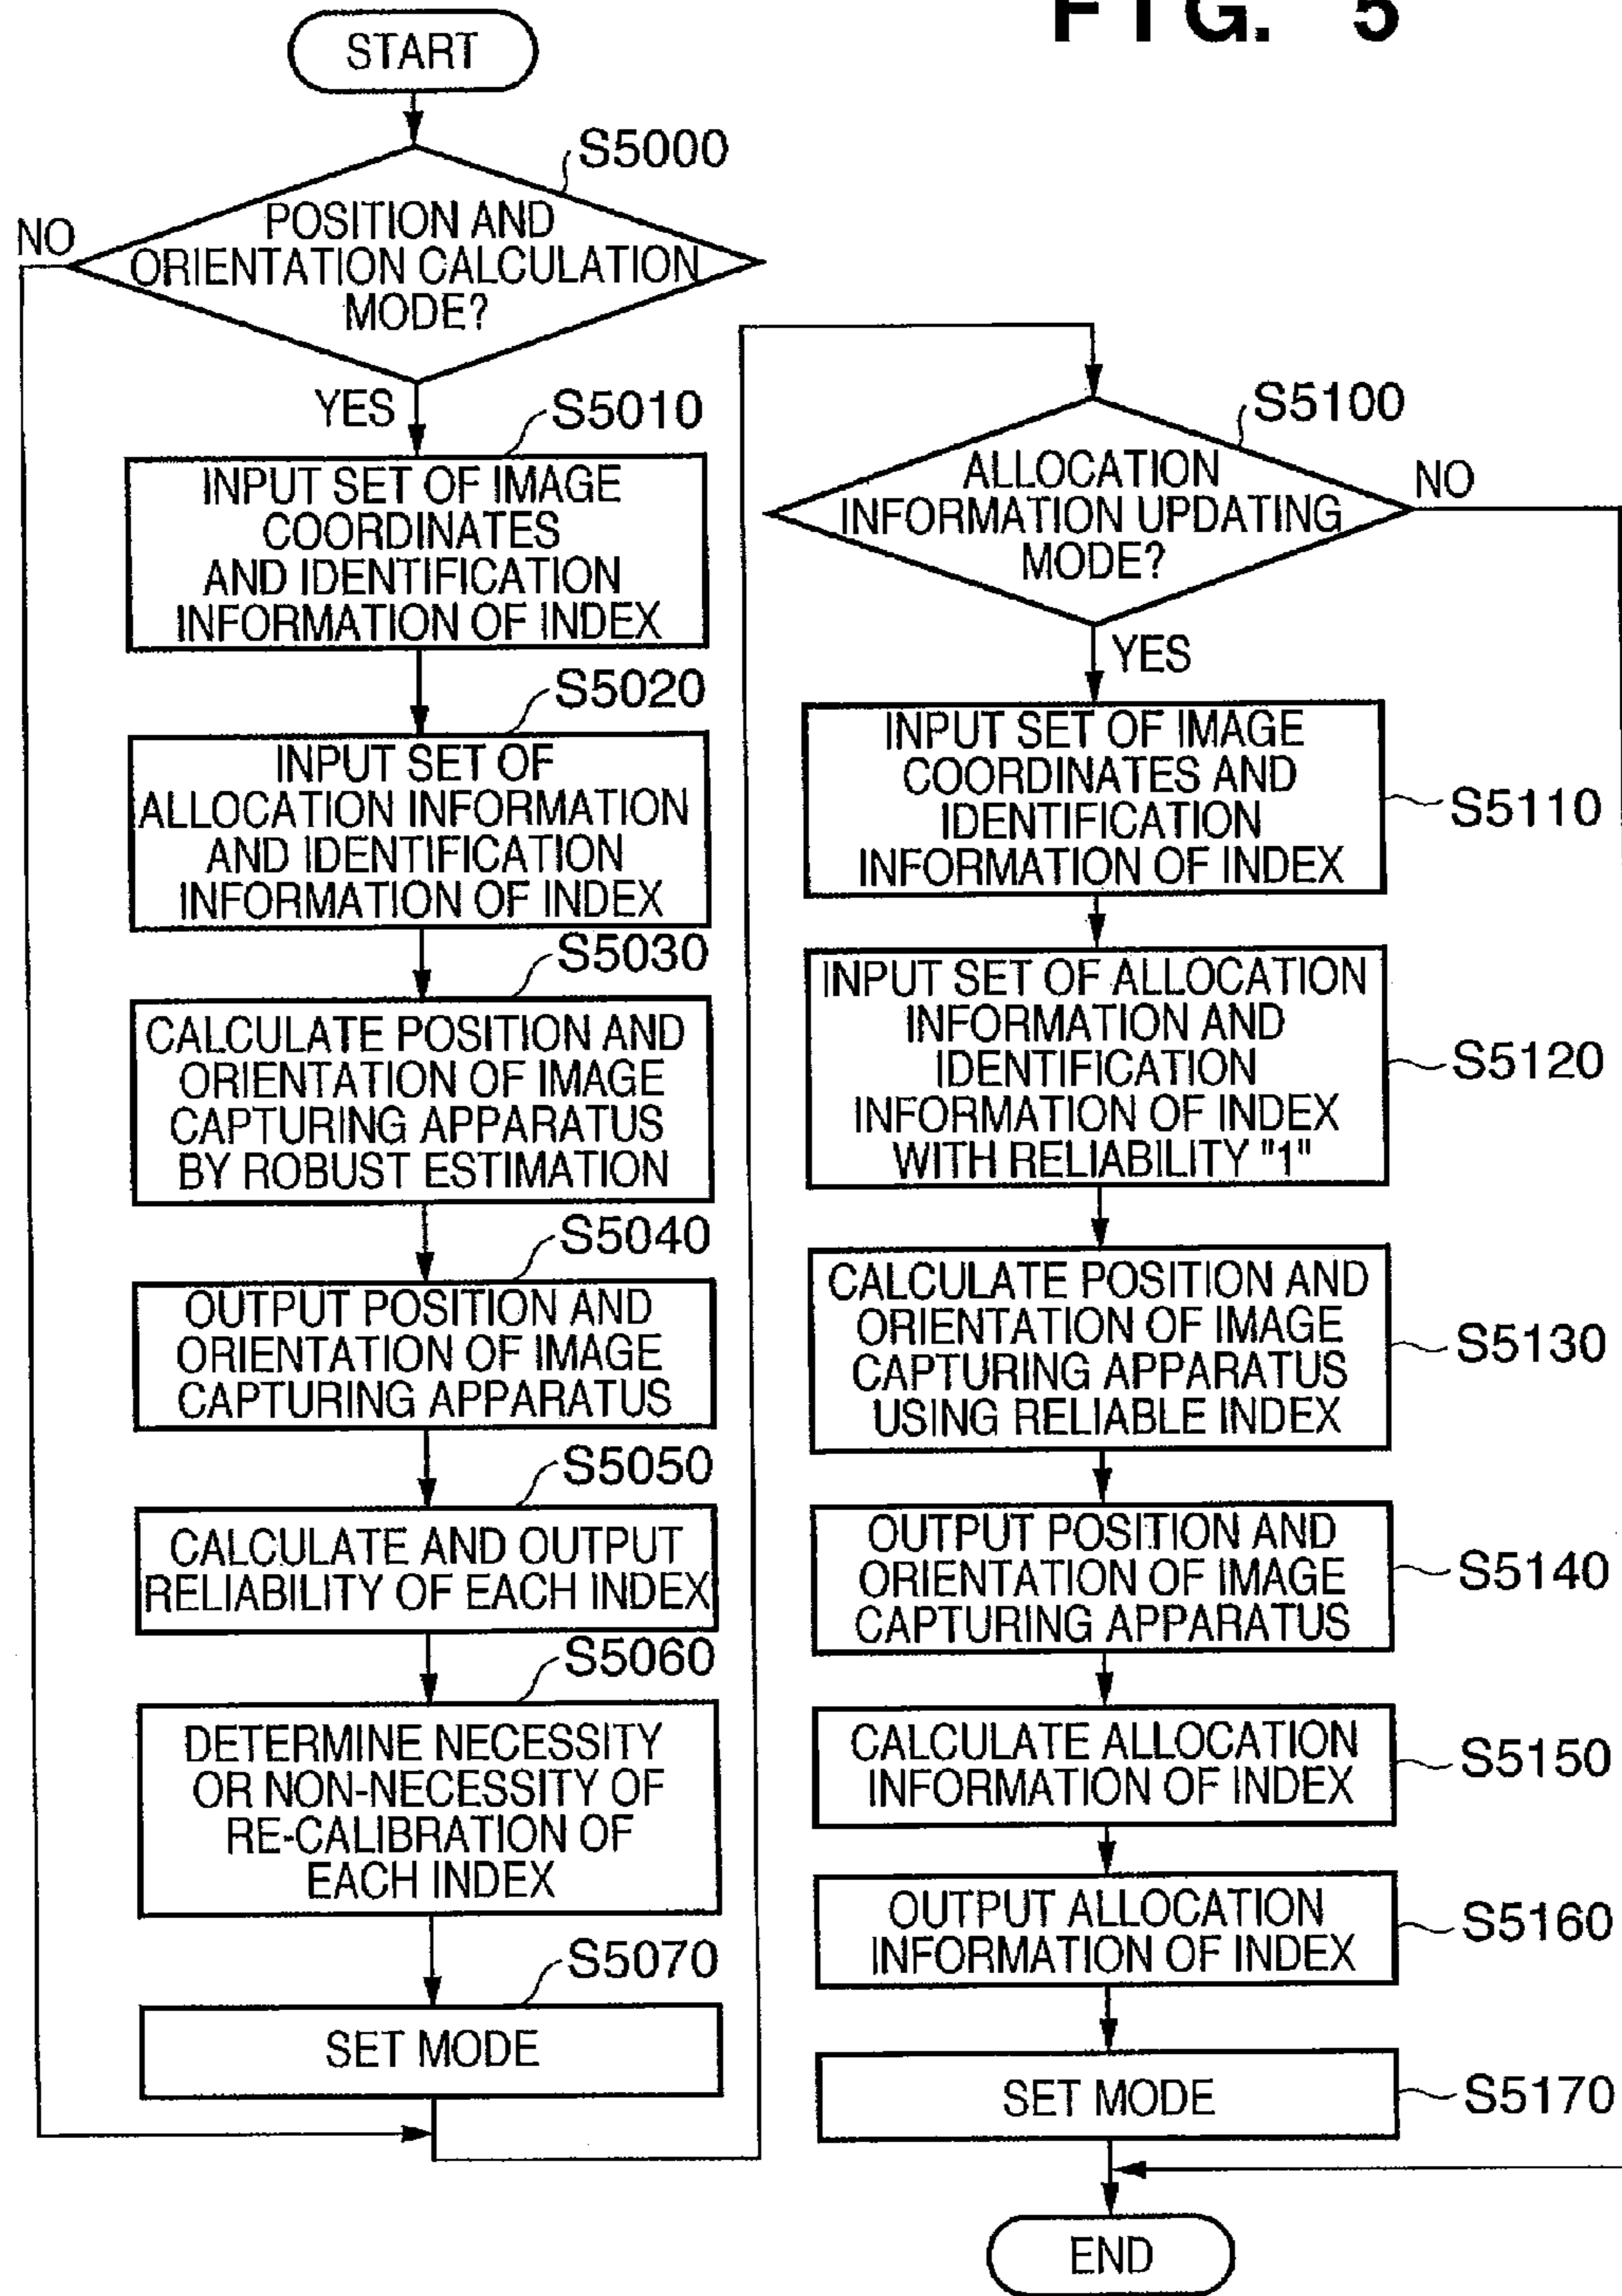 FIG. 5
START
S5000
NO
POSITION AND
ORIENTATION CALCULATION
MODE?
YES
S5010
INPUT SET OF IMAGE
COORDINATES
AND IDENTIFICATION
INFORMATION OF INDEX
S5020
INPUT SET OF
ALLOCATION INFORMATION
AND IDENTIFICATION
INFORMATION OF INDEX
S5030
CALCULATE POSITION AND
ORIENTATION OF IMAGE
CAPTURING APPARATUS
BY ROBUST ESTIMATION
S5040
OUTPUT POSITION AND
ORIENTATION OF IMAGE
CAPTURING APPARATUS
S5050
CALCULATE AND OUTPUT
RELIABILITY OF EACH INDEX
S5060
DETERMINE NECESSITY
OR NON-NECESSITY OF
RE-CALIBRATION OF
EACH INDEX
S5070
SET MODE
S5100
ALLOCATION
INFORMATION UPDATING
MODE?
NO
YES
INPUT SET OF IMAGE
COORDINATES AND
IDENTIFICATION
INFORMATION OF INDEX
S5110
INPUT SET OF ALLOCATION
INFORMATION AND
IDENTIFICATION
INFORMATION OF INDEX
WITH RELIABILITY "1"
S5120
CALCULATE POSITION AND
ORIENTATION OF IMAGE
CAPTURING APPARATUS
USING RELIABLE INDEX
S5130
OUTPUT POSITION AND
ORIENTATION OF IMAGE
CAPTURING APPARATUS
S5140
CALCULATE ALLOCATION
INFORMATION OF INDEX
S5150
OUTPUT ALLOCATION
INFORMATION OF INDEX
S5160
SET MODE
S5170
END